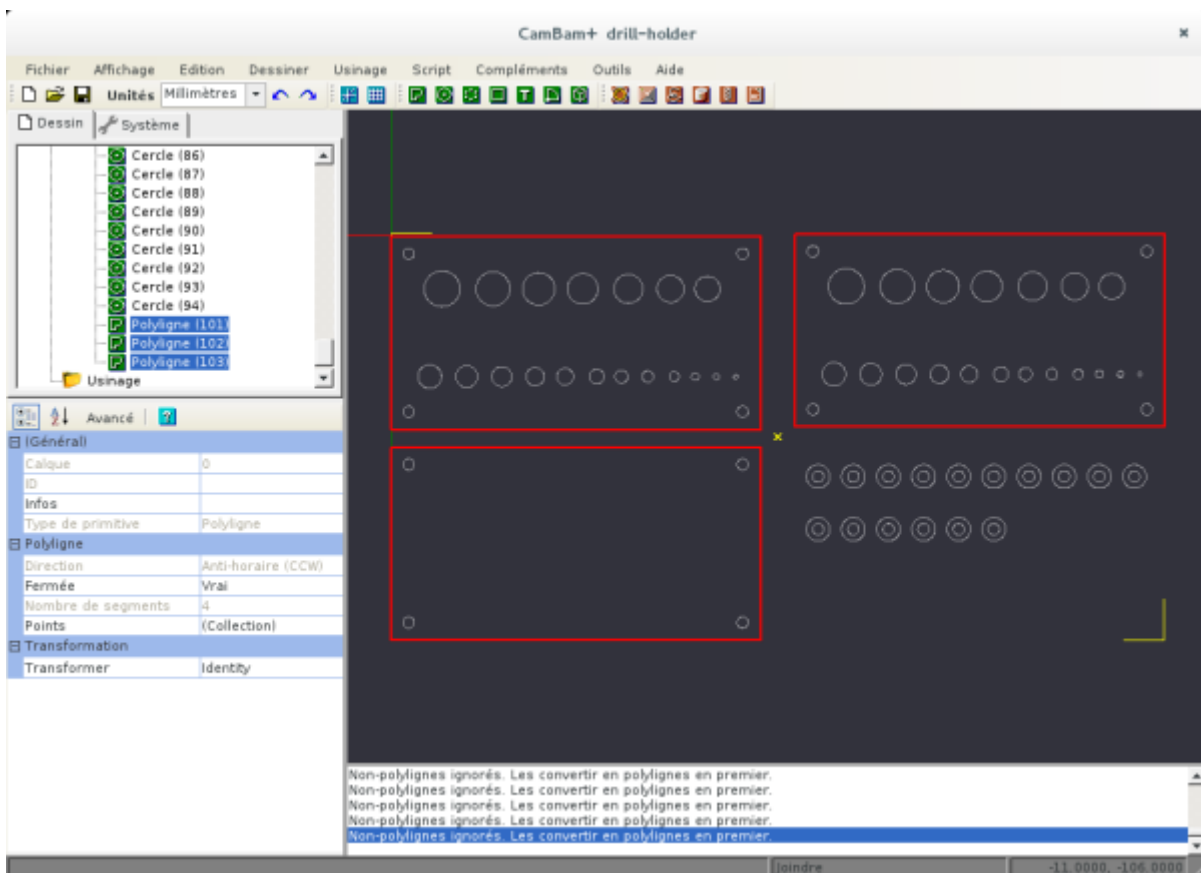 CamBam+ drill-holder
Fichier Affichage Edition Dessiner Usinage Script Compléments Outils Aide
Unités Millimètres
Dessin Système
Cercle (86)
Cercle (87)
Cercle (88)
Cercle (89)
Cercle (90)
Cercle (91)
Cercle (92)
Cercle (93)
Cercle (94)
Polyligne (101)
Polyligne (102)
Polyligne (103)
Usinage
Avancé
(Général)
Calque 0
ID
Infos
Type de primitive Polyligne
Polyligne
Direction Anti-horaire (CCW)
Fermée Vrai
Nombre de segments 4
Points (Collection)
Transformation
Transformer Identity
Non-polylignes ignorés. Les convertir en polylignes en premier.
Non-polylignes ignorés. Les convertir en polylignes en premier.
Non-polylignes ignorés. Les convertir en polylignes en premier.
Non-polylignes ignorés. Les convertir en polylignes en premier.
Non-polylignes ignorés. Les convertir en polylignes en premier.
Joindre -11.0000, -106.0000